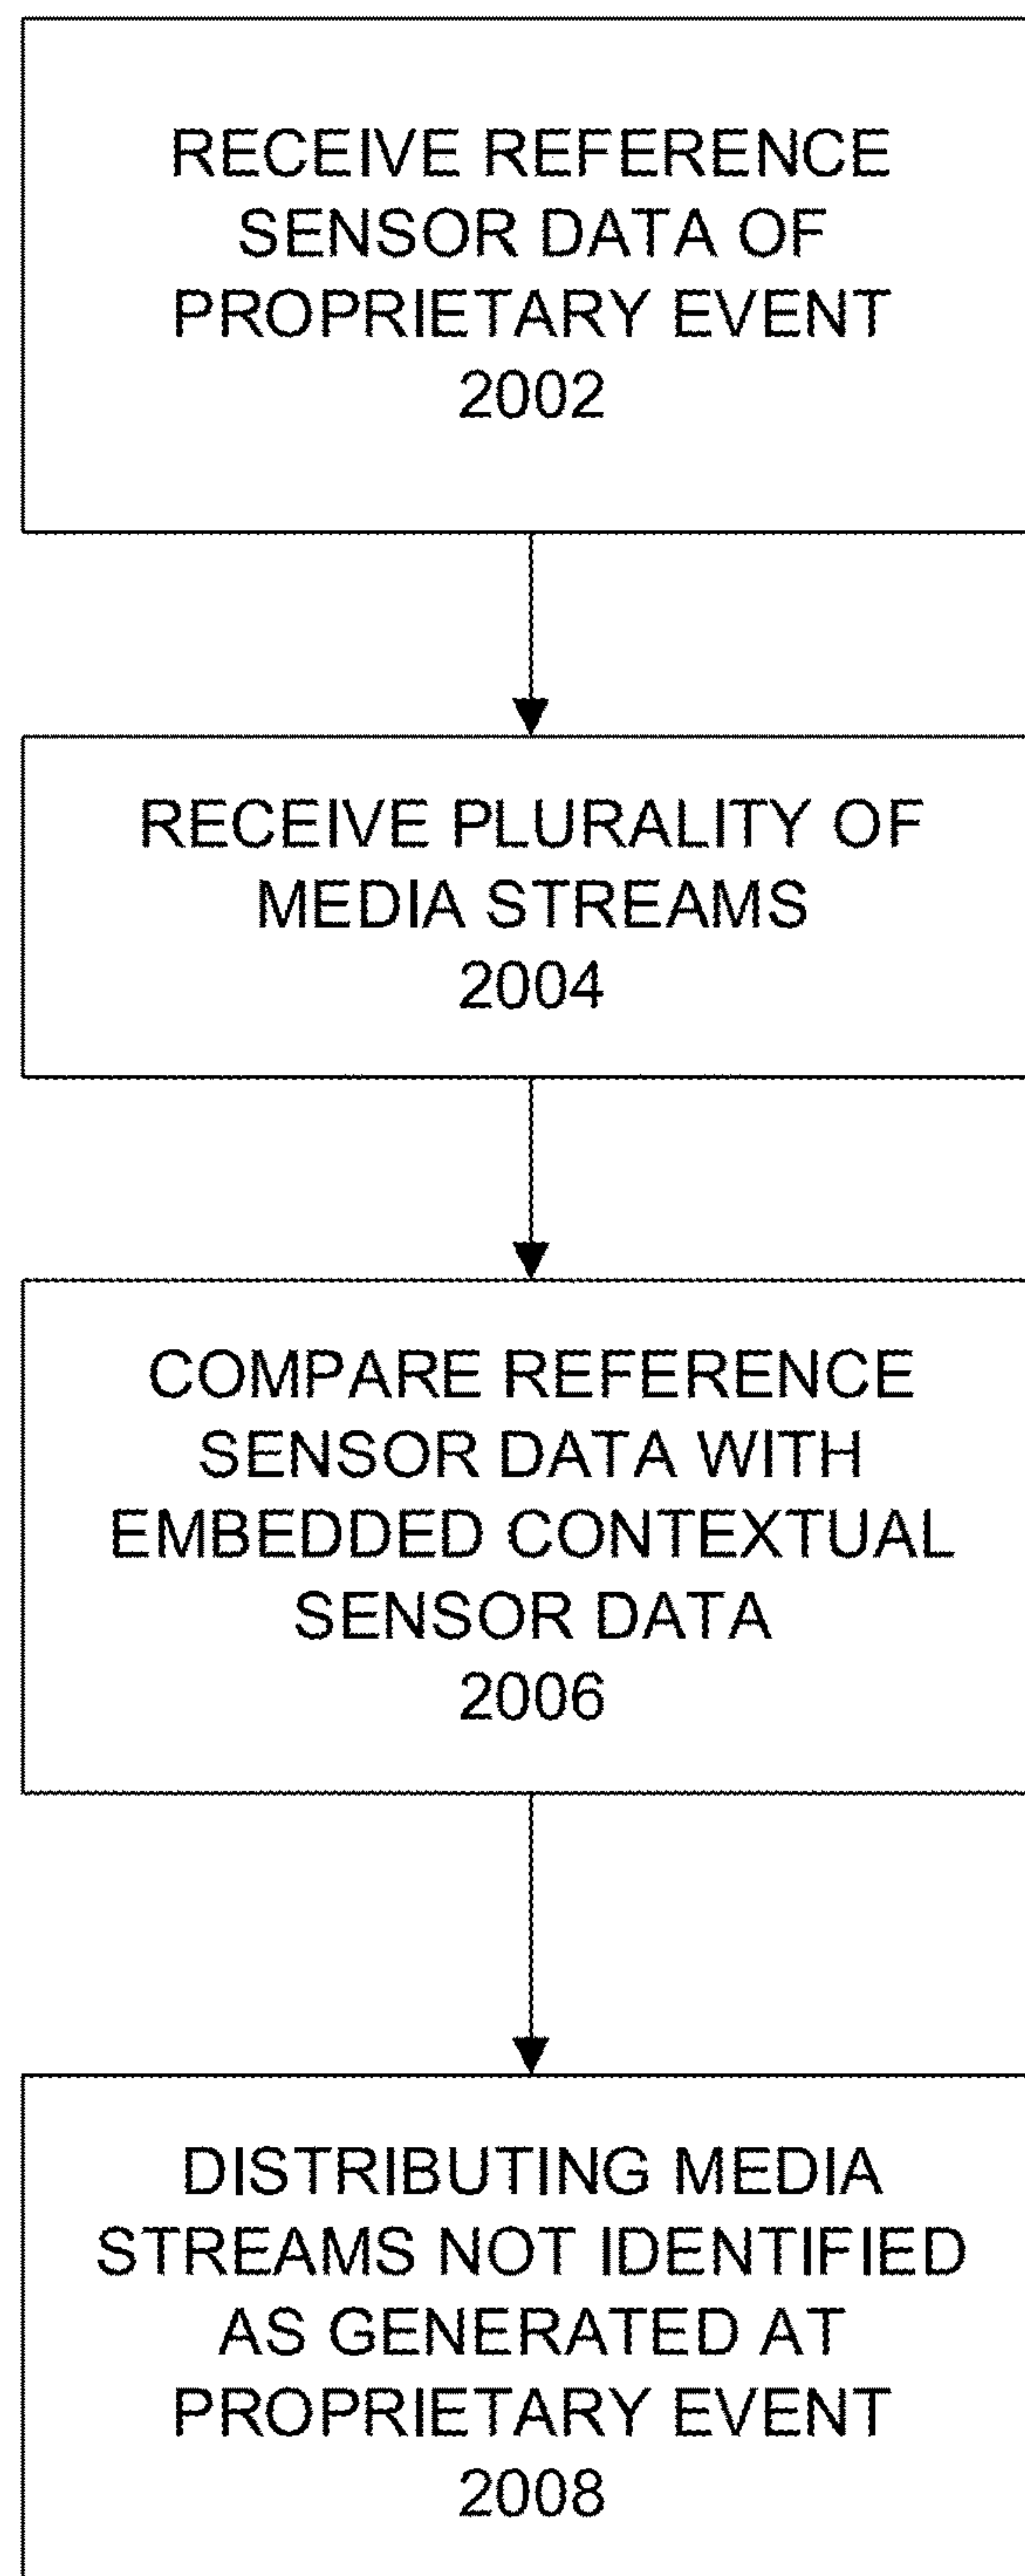 RECEIVE REFERENCE
SENSOR DATA OF
PROPRIETARY EVENT
2002
RECEIVE PLURALITY OF
MEDIA STREAMS
2004
COMPARE REFERENCE
SENSOR DATA WITH
EMBEDDED CONTEXTUAL
SENSOR DATA
2006
DISTRIBUTING MEDIA
STREAMS NOT IDENTIFIED
AS GENERATED AT
PROPRIETARY EVENT
2008